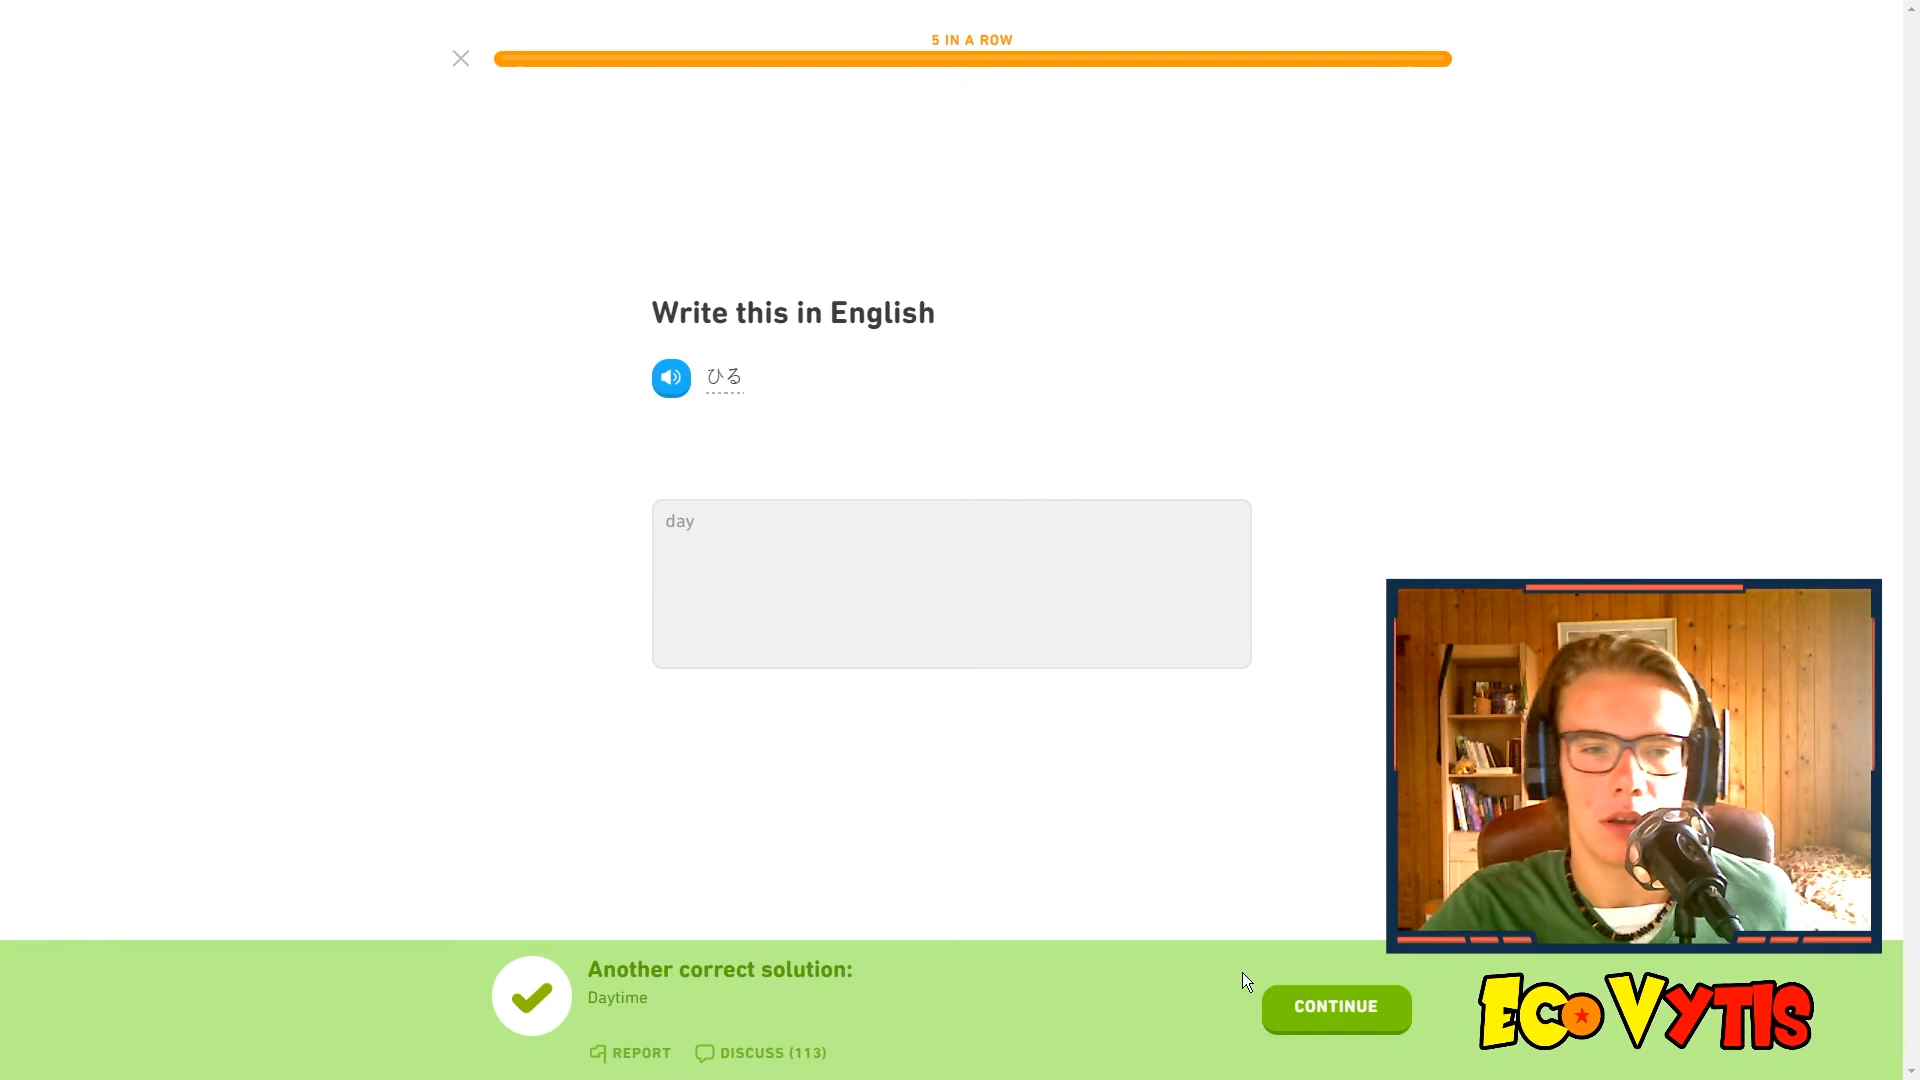 5 IN A ROW
Write this in English
ひる
day
Another correct solution:
Daytime
CONTINUE
REPORT
DISCUSS (113)
ECO VYTIS